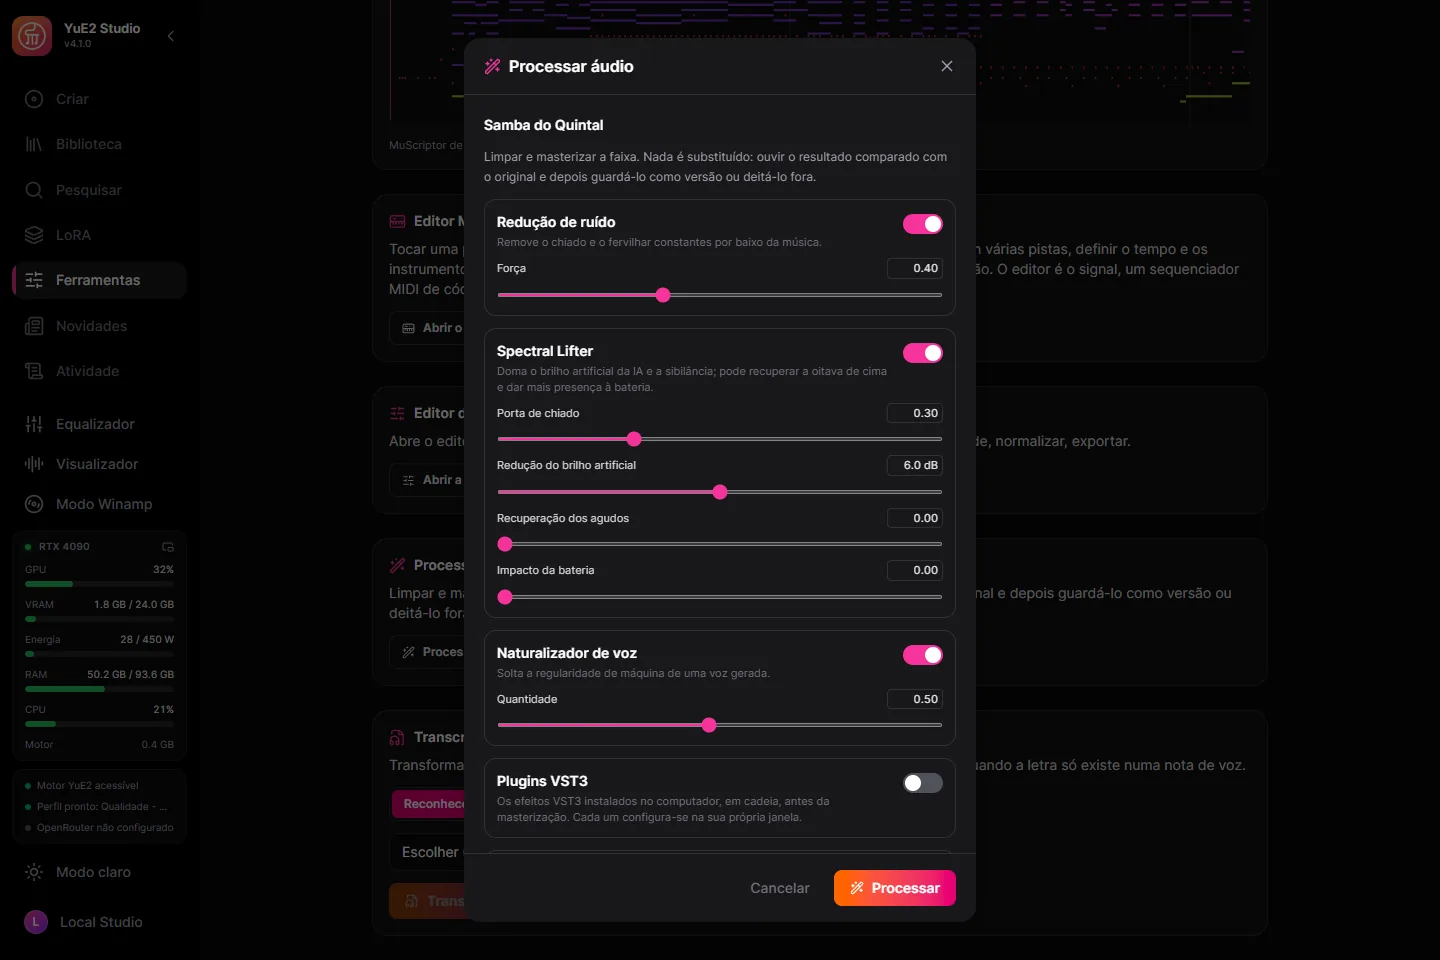 YuE2 Studio
v4.1.0
Criar
Biblioteca
Pesquisar
LoRA
Ferramentas
Novidades
Atividade
Equalizador
Visualizador
Modo Winamp
RTX 4090
GPU 32%
VRAM 1.8 GB / 24.0 GB
Energia 28 / 450 W
RAM 50.2 GB / 93.6 GB
CPU 21%
Motor 0.4 GB
Motor YuE2 acessível
Perfil pronto: Qualidade - ...
OpenRouter não configurado
Modo claro
L Local Studio
MuScriptor de
Editor M
Tocar uma p
instrumento
MIDI de cód
Abrir o
n várias pistas, definir o tempo e os
ão. O editor é o signal, um sequenciador
Editor d
Abre o edito
de, normalizar, exportar.
Abrir a
Process
Limpar e ma
deitá-lo fora
nal e depois guardá-lo como versão ou
Proces
Transcr
Transforma
uando a letra só existe numa nota de voz.
Reconhece
Escolher
Trans
Processar áudio
Samba do Quintal
Limpar e masterizar a faixa. Nada é substituído: ouvir o resultado comparado com
o original e depois guardá-lo como versão ou deitá-lo fora.
Redução de ruído
Remove o chiado e o fervilhar constantes por baixo da música.
Força 0.40
Spectral Lifter
Doma o brilho artificial da IA e a sibilância; pode recuperar a oitava de cima
e dar mais presença à bateria.
Porta de chiado 0.30
Redução do brilho artificial 6.0 dB
Recuperação dos agudos 0.00
Impacto da bateria 0.00
Naturalizador de voz
Solta a regularidade de máquina de uma voz gerada.
Quantidade 0.50
Plugins VST3
Os efeitos VST3 instalados no computador, em cadeia, antes da
masterização. Cada um configura-se na sua própria janela.
Cancelar
Processar